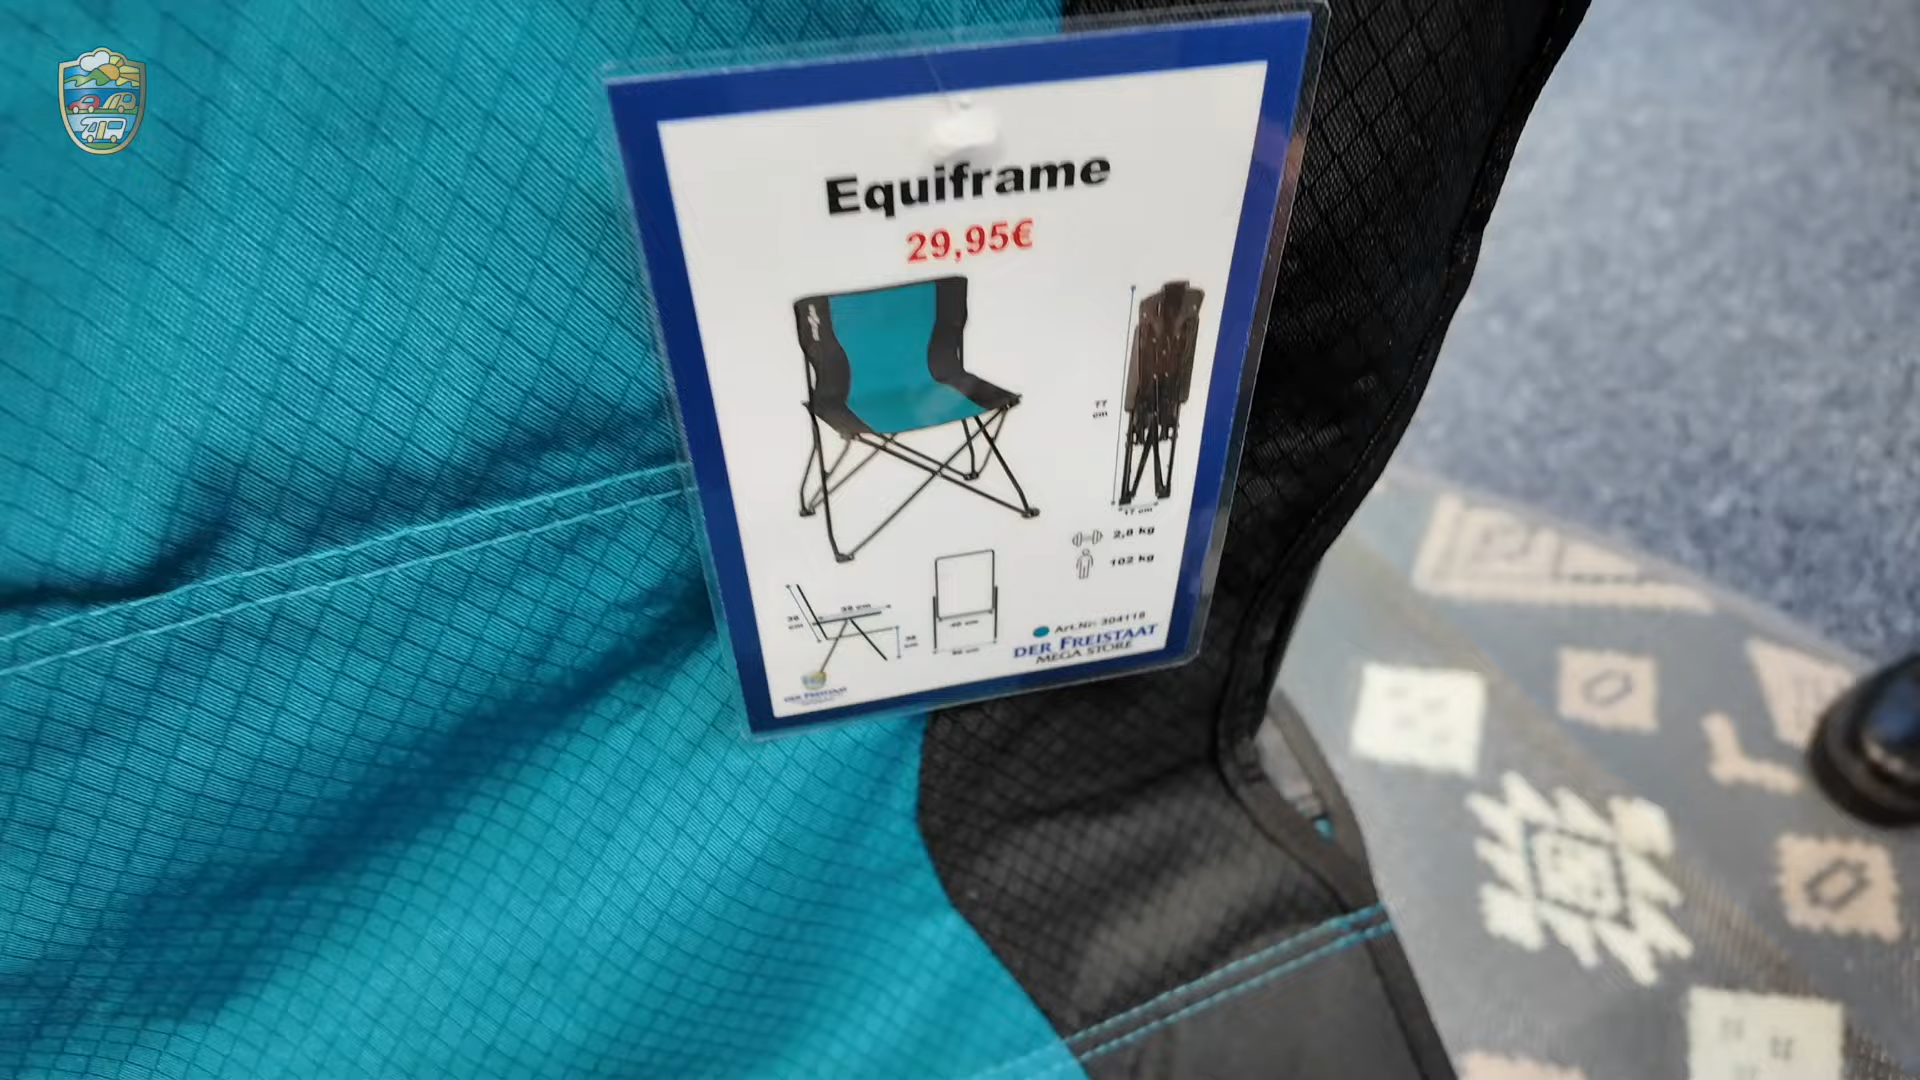 Equiframe
29,95€
77
cm
17 cm
2,8 kg
102 kg
Art.Nr: 304118
DER FREISTAAT
MEGA STORE